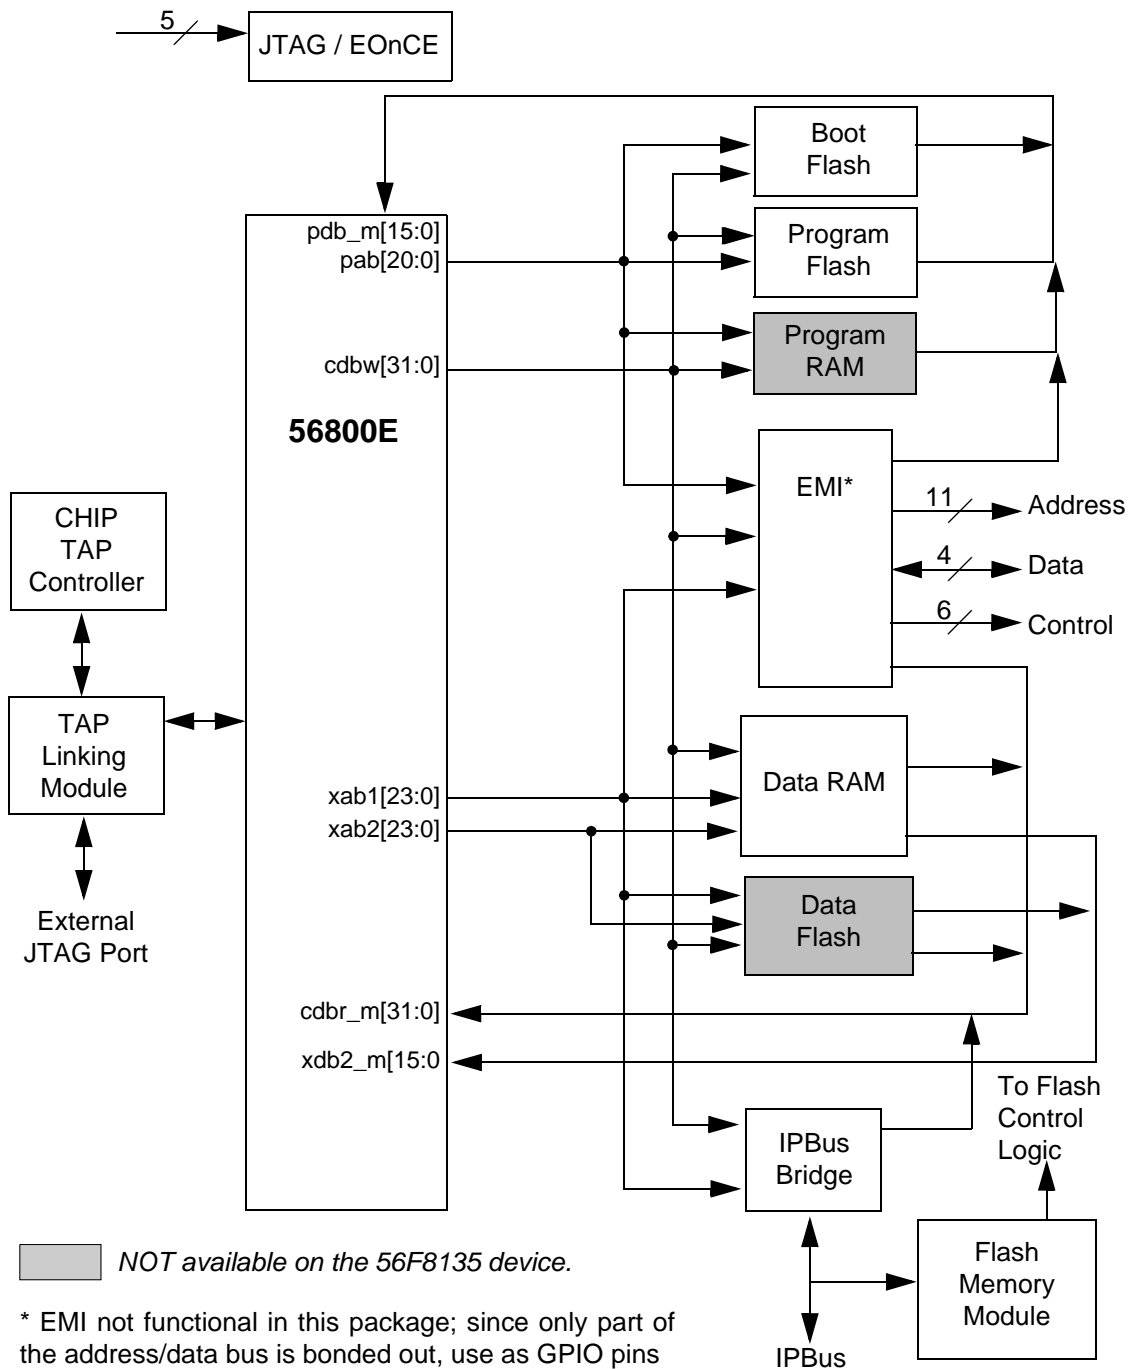 5
JTAG / EOnCE
Boot
Flash
pdb_m[15:0]
pab[20:0]
Program
Flash
cdbw[31:0]
Program
RAM
56800E
EMI*
11
Address
4
Data
6
Control
CHIP
TAP
Controller
TAP
Linking
Module
External
JTAG Port
xab1[23:0]
xab2[23:0]
Data RAM
Data
Flash
cdbr_m[31:0]
xdb2_m[15:0
To Flash
Control
Logic
IPBus
Bridge
Flash
Memory
Module
IPBus
NOT available on the 56F8135 device.
* EMI not functional in this package; since only part of
the address/data bus is bonded out, use as GPIO pins